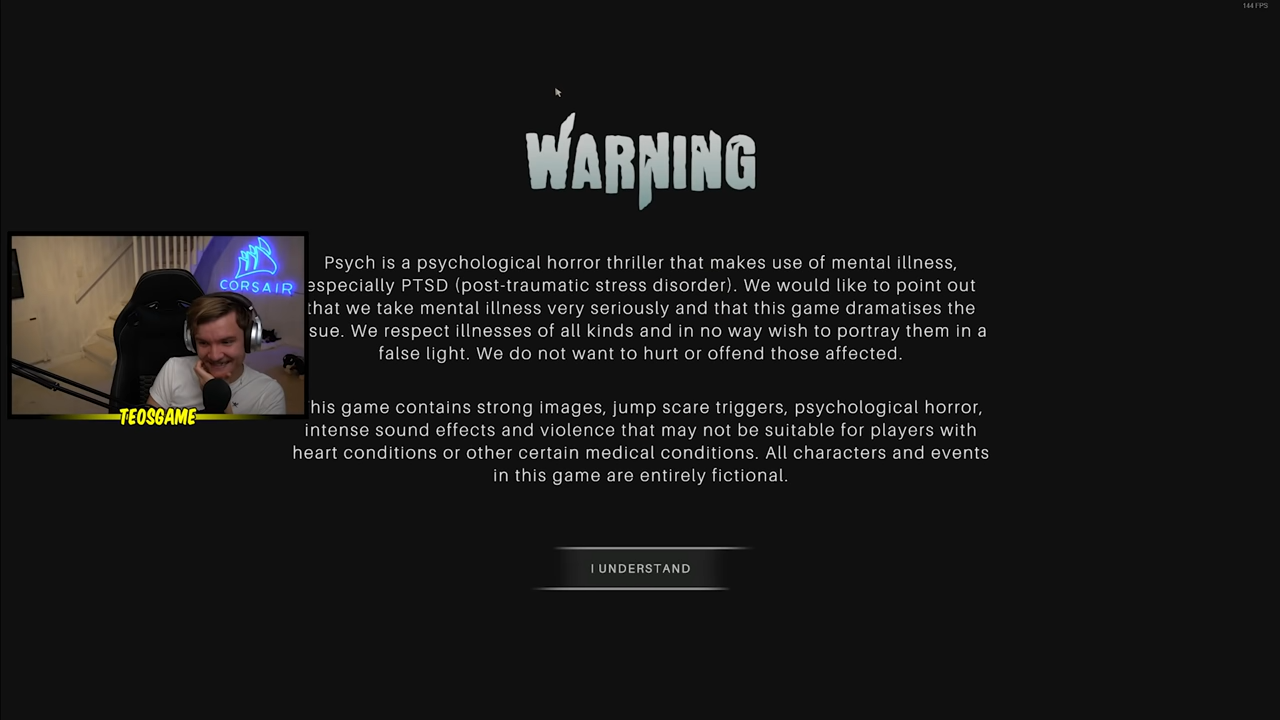 144 FPS
WARNING
Psych is a psychological horror thriller that makes use of mental illness,
especially PTSD (post-traumatic stress disorder). We would like to point out
that we take mental illness very seriously and that this game dramatises the
sue. We respect illnesses of all kinds and in no way wish to portray them in a
false light. We do not want to hurt or offend those affected.
CORSAIR
TEOSGAME
his game contains strong images, jump scare triggers, psychological horror,
intense sound effects and violence that may not be suitable for players with
heart conditions or other certain medical conditions. All characters and events
in this game are entirely fictional.
I UNDERSTAND